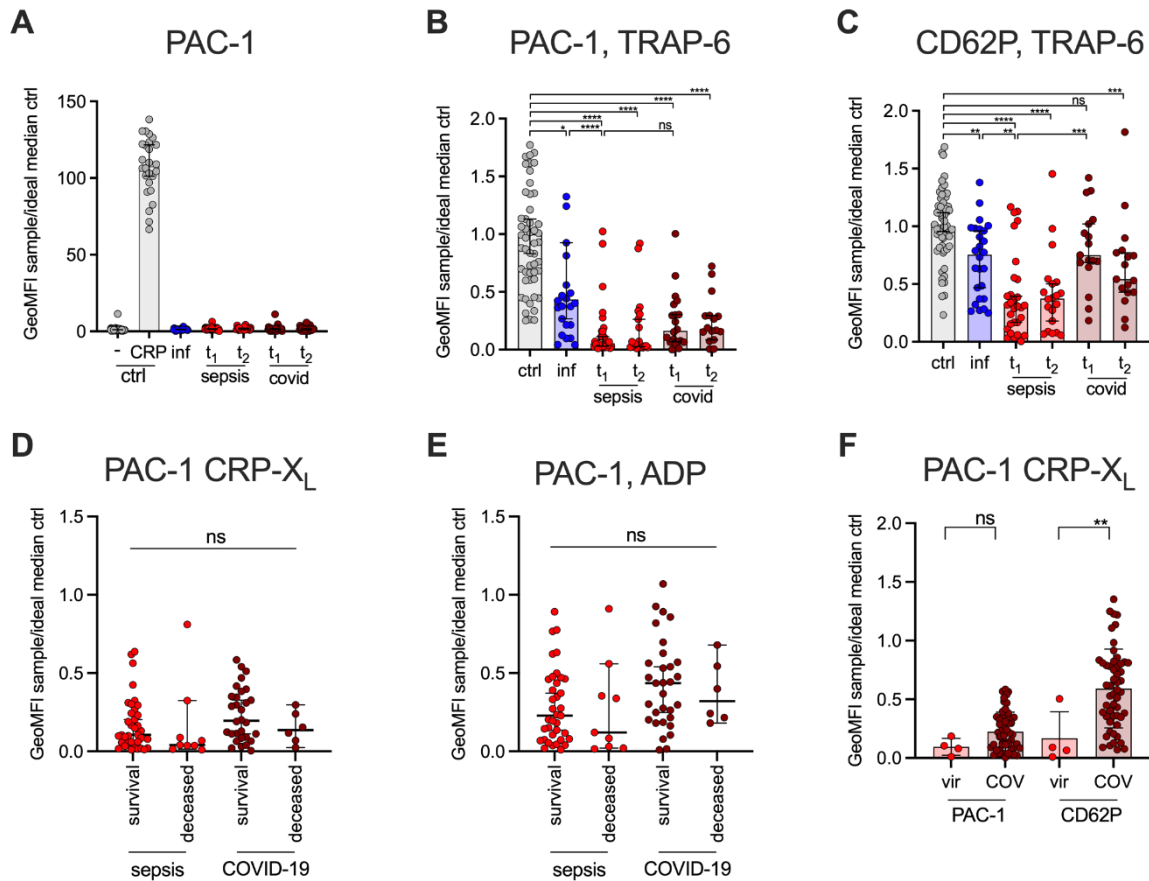 A
PAC-1
GeoMFI sample/ideal median ctrl
150
100
50
0
- CRP inf t1 t2 t1 t2
ctrl sepsis covid
B
PAC-1, TRAP-6
GeoMFI sample/ideal median ctrl
2.0
1.5
1.0
0.5
0.0
****
****
****
**** ns
* ****
ctrl inf t1 t2 t1 t2
sepsis covid
C
CD62P, TRAP-6
GeoMFI sample/ideal median ctrl
2.0
1.5
1.0
0.5
0.0
***
ns
****
****
** ** ***
ctrl inf t1 t2 t1 t2
sepsis covid
D
PAC-1 CRP-XL
GeoMFI sample/ideal median ctrl
1.5
1.0
0.5
0.0
ns
survival deceased survival deceased
sepsis COVID-19
E
PAC-1, ADP
GeoMFI sample/ideal median ctrl
1.5
1.0
0.5
0.0
ns
survival deceased survival deceased
sepsis COVID-19
F
PAC-1 CRP-XL
GeoMFI sample/ideal median ctrl
2.0
1.5
1.0
0.5
0.0
ns **
vir COV vir COV
PAC-1 CD62P